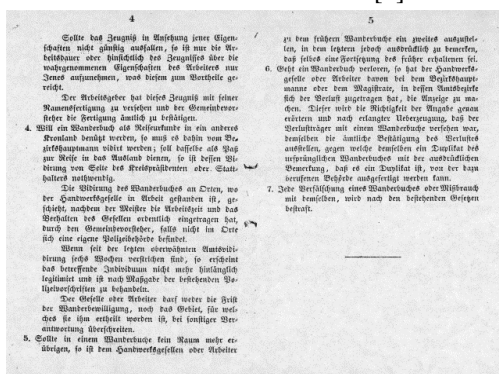 4
Sollte das Zeugniß in Ansehung jener Eigen-
schaften nicht günstig ausfallen, so ist nur die Ar-
beitsdauer oder hinsichtlich des Zeugnisses über die
wahrgenommenen Eigenschaften des Arbeiters nur
Jenes aufzunehmen, was diesem zum Vortheile ge-
reicht.
Der Arbeitsgeber hat dieses Zeugniß mit seiner
Namensfertigung zu versehen und der Gemeindevor-
steher die Fertigung ämtlich zu bestätigen.
4. Will ein Wanderbuch als Reiseurkunde in ein anderes
Kronland benützt werden, so muß es dahin von Be-
zirkshauptmann vidirt werden; soll dasselbe als Paß
zur Reise in das Ausland dienen, so ist dessen Vi-
dirung von Seite des Kreispräsidenten oder Statt-
halters nothwendig.
Die Vidirung des Wanderbuches an Orten, wo
der Handwerksgeselle in Arbeit gestanden ist, ge-
schieht, nachdem der Meister die Arbeitszeit und das
Verhalten des Gesellen ordentlich eingetragen hat,
durch den Gemeindevorsteher, falls nicht in Orte
sich eine eigene Polizeibehörde befindet.
Wenn seit der letzten oberwähnten Amtsvidi-
dirung sechs Wochen verstrichen sind, so erscheint
das betreffende Individuum nicht mehr hinlänglich
legitimirt und ist nach Maßgabe der bestehenden Po-
lizeivorschriften zu behandeln.
Der Geselle oder Arbeiter darf weder die Frist
der Wanderbewilligung, noch das Gebiet, für wel-
ches sie ihm ertheilt worden ist, bei sonstiger Ver-
antwortung überschreiten.
5. Sollte in einem Wanderbuche kein Raum mehr er-
übrigen, so ist dem Handwerksgesellen oder Arbeiter
5
zu dem frühern Wanderbuche ein zweites auszustel-
len, in dem letztern jedoch ausdrücklich zu bemerken,
daß selbes eine Fortsetzung des früher erhaltenen sei.
6. Geht ein Wanderbuch verloren, so hat der Handwerks-
geselle oder Arbeiter davon bei dem Bezirkshaupt-
manne oder dem Magistrate, in dessen Amtsbezirke
sich der Verlust zugetragen hat, die Anzeige zu ma-
chen. Dieser wird die Richtigkeit der Angabe genau
erörtern und nach erlangter Ueberzeugung, daß der
Verlustträger mit einem Wanderbuche versehen war,
demselben die ämtliche Bestätigung des Verlustes
ausstellen, gegen welche demselben ein Duplikat des
ursprünglichen Wanderbuches mit der ausdrücklichen
Bemerkung, daß es ein Duplikat ist, von der dazu
berufenen Behörde ausgefertigt werden kann.
7. Jede Verfälschung eines Wanderbuches oder Mißbrauch
mit demselben, wird nach den bestehenden Gesetzen
bestraft.